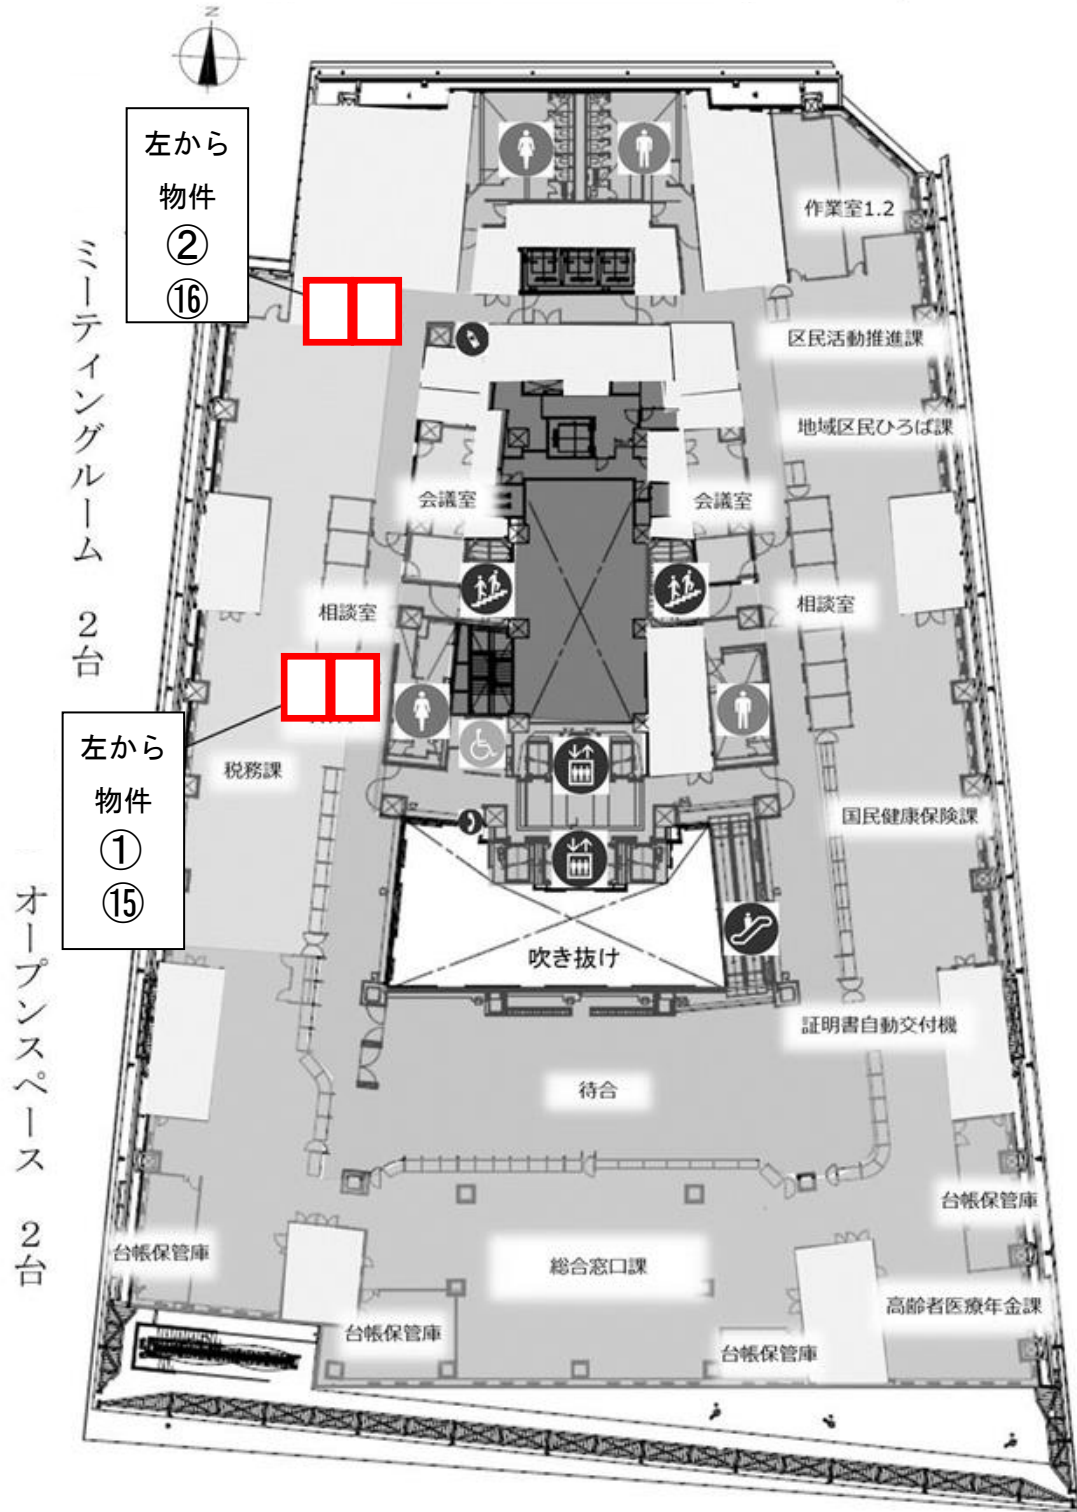 N
左から
物件
②
⑯
ミーティングルーム　2台
作業室1.2
区民活動推進課
地域区民ひろば課
会議室
会議室
相談室
相談室
左から
物件
①
⑮
税務課
国民健康保険課
オープンスペース　2台
吹き抜け
証明書自動交付機
待合
台帳保管庫
台帳保管庫
総合窓口課
高齢者医療年金課
台帳保管庫
台帳保管庫